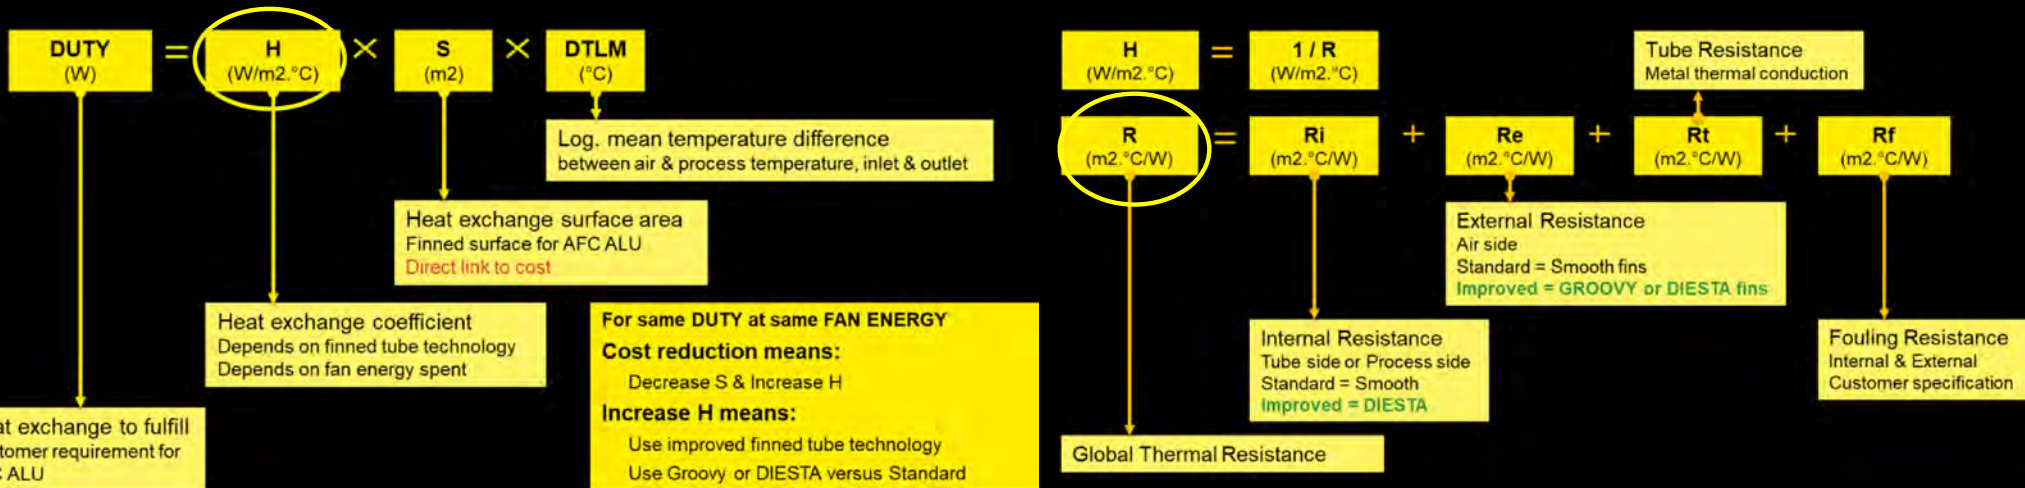 DUTY
(W)
=
H
(W/m2.°C)
×
S
(m2)
×
DTLM
(°C)
Log. mean temperature difference
between air & process temperature, inlet & outlet
Heat exchange surface area
Finned surface for AFC ALU
Direct link to cost
Heat exchange coefficient
Depends on finned tube technology
Depends on fan energy spent
at exchange to fulfill
tomer requirement for
ALU
For same DUTY at same FAN ENERGY
Cost reduction means:
Decrease S & Increase H
Increase H means:
Use improved finned tube technology
Use Groovy or DIESTA versus Standard
H
(W/m2.°C)
=
1 / R
(W/m2.°C)
Tube Resistance
Metal thermal conduction
R
(m2.°C/W)
=
Ri
(m2.°C/W)
+
Re
(m2.°C/W)
+
Rt
(m2.°C/W)
+
Rf
(m2.°C/W)
External Resistance
Air side
Standard = Smooth fins
Improved = GROOVY or DIESTA fins
Internal Resistance
Tube side or Process side
Standard = Smooth
Improved = DIESTA
Fouling Resistance
Internal & External
Customer specification
Global Thermal Resistance